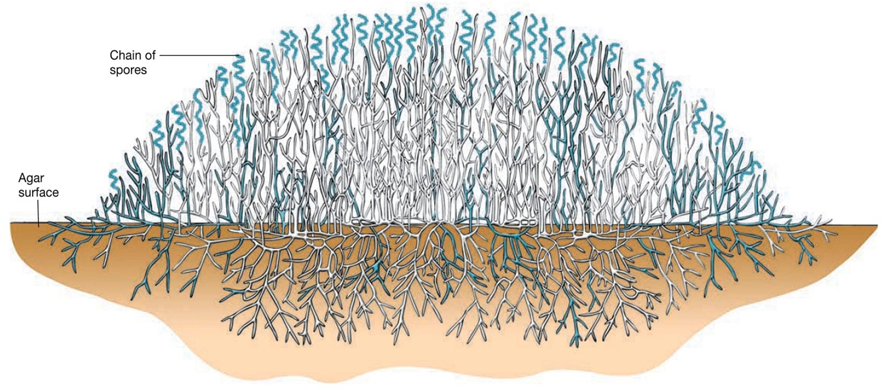 Chain of
spores
Agar
surface